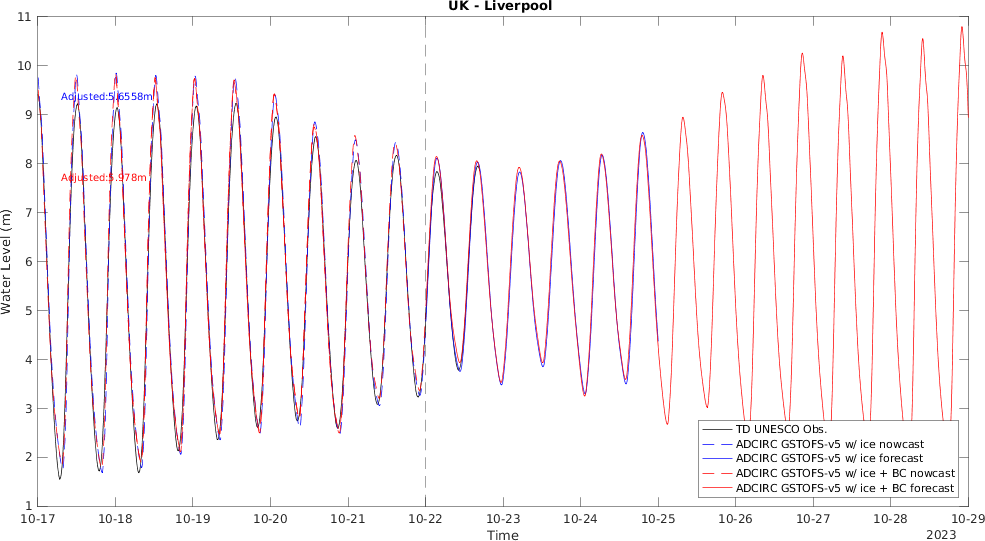 UK - Liverpool
11
10
9
8
7
6
5
4
3
2
1
Water Level (m)
Adjusted:5.6558m
Adjusted:5.978m
TD UNESCO Obs.
ADCIRC GSTOFS-v5 w/ ice nowcast
ADCIRC GSTOFS-v5 w/ ice forecast
ADCIRC GSTOFS-v5 w/ ice + BC nowcast
ADCIRC GSTOFS-v5 w/ ice + BC forecast
10-17 10-18 10-19 10-20 10-21 10-22 10-23 10-24 10-25 10-26 10-27 10-28 10-29
Time
2023